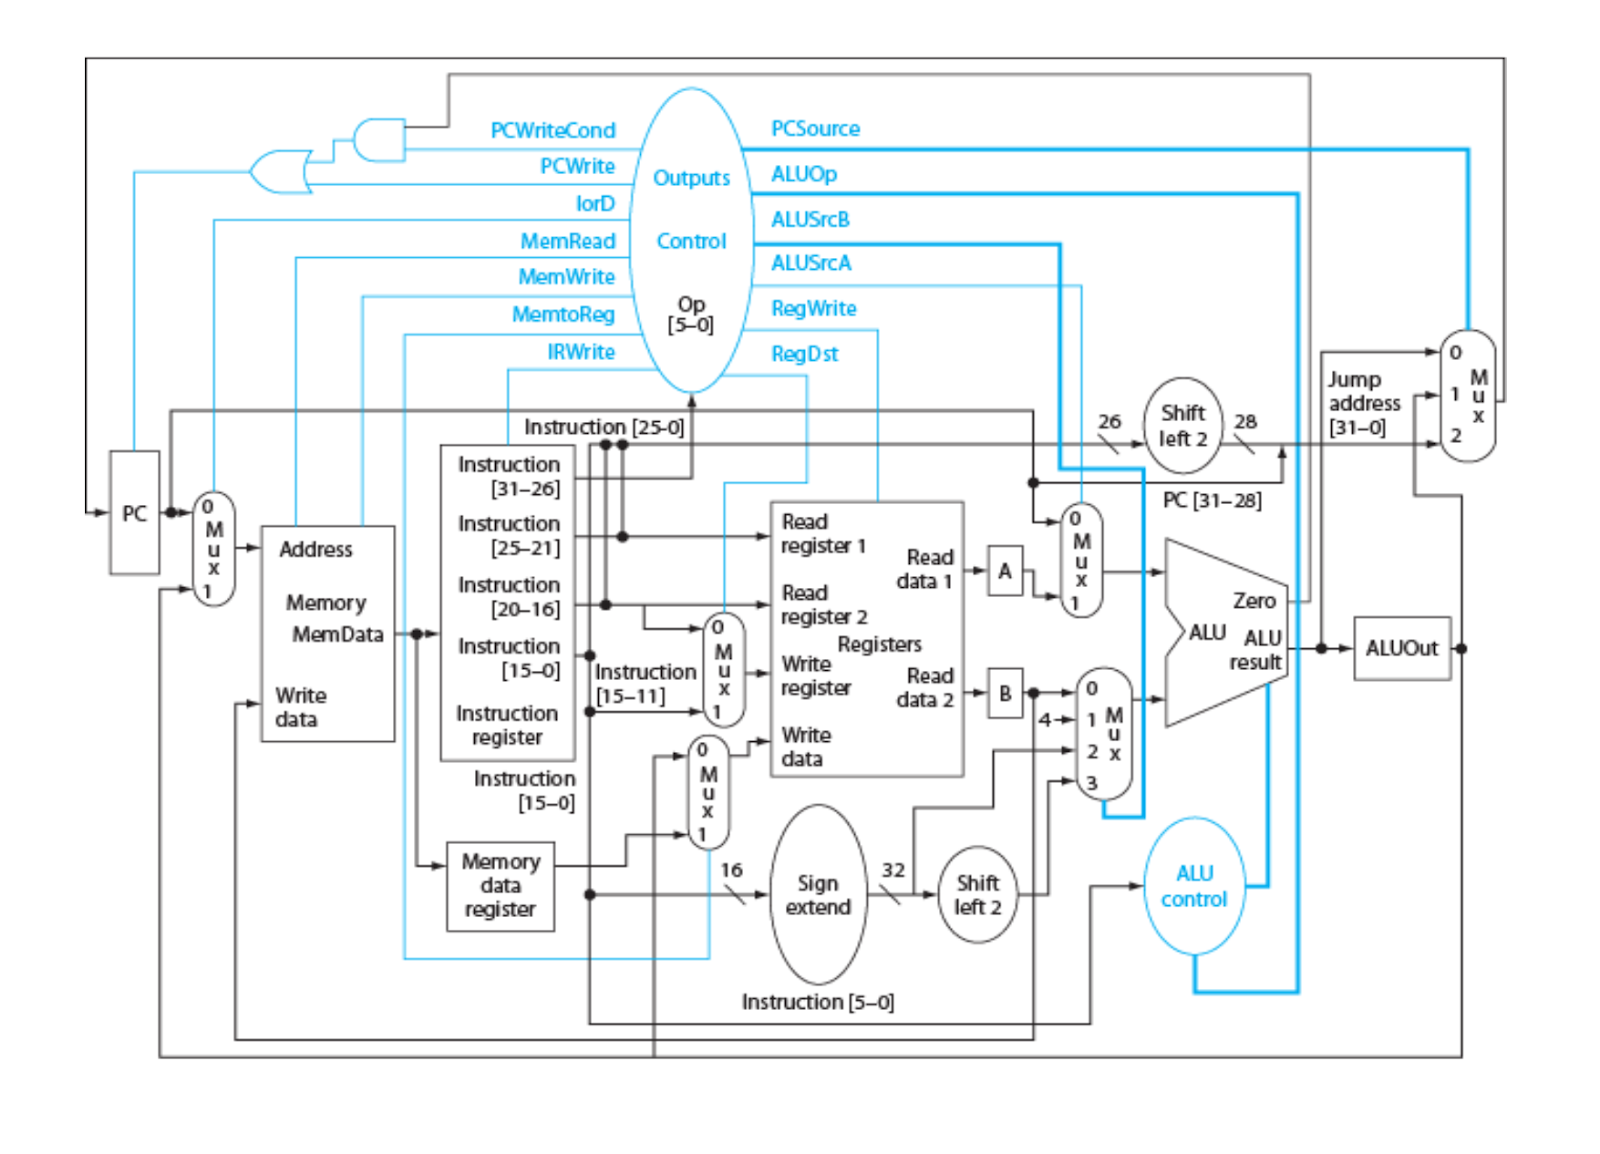 PCWriteCond
PCWrite
IorD
MemRead
MemWrite
MemtoReg
IRWrite
Outputs
Control
Op
[5–0]
PCSource
ALUOp
ALUSrcB
ALUSrcA
RegWrite
RegDst
PC
0
M
u
x
1
Address
Memory
MemData
Write
data
Instruction [25-0]
Instruction
[31–26]
Instruction
[25–21]
Instruction
[20–16]
Instruction
[15–0]
Instruction
register
Instruction
[15–0]
Memory
data
register
Instruction
[15–11]
0
M
u
x
1
0
M
u
x
1
Read
register 1
Read
register 2
Registers
Write
register
Write
data
Read
data 1
Read
data 2
A
B
16
Sign
extend
32
Shift
left 2
Instruction [5–0]
0
M
u
x
1
4
0
1
2
3
M
u
x
26
Shift
left 2
28
PC [31–28]
Jump
address
[31–0]
0
1
2
M
u
x
Zero
ALU
ALU
result
ALUOut
ALU
control